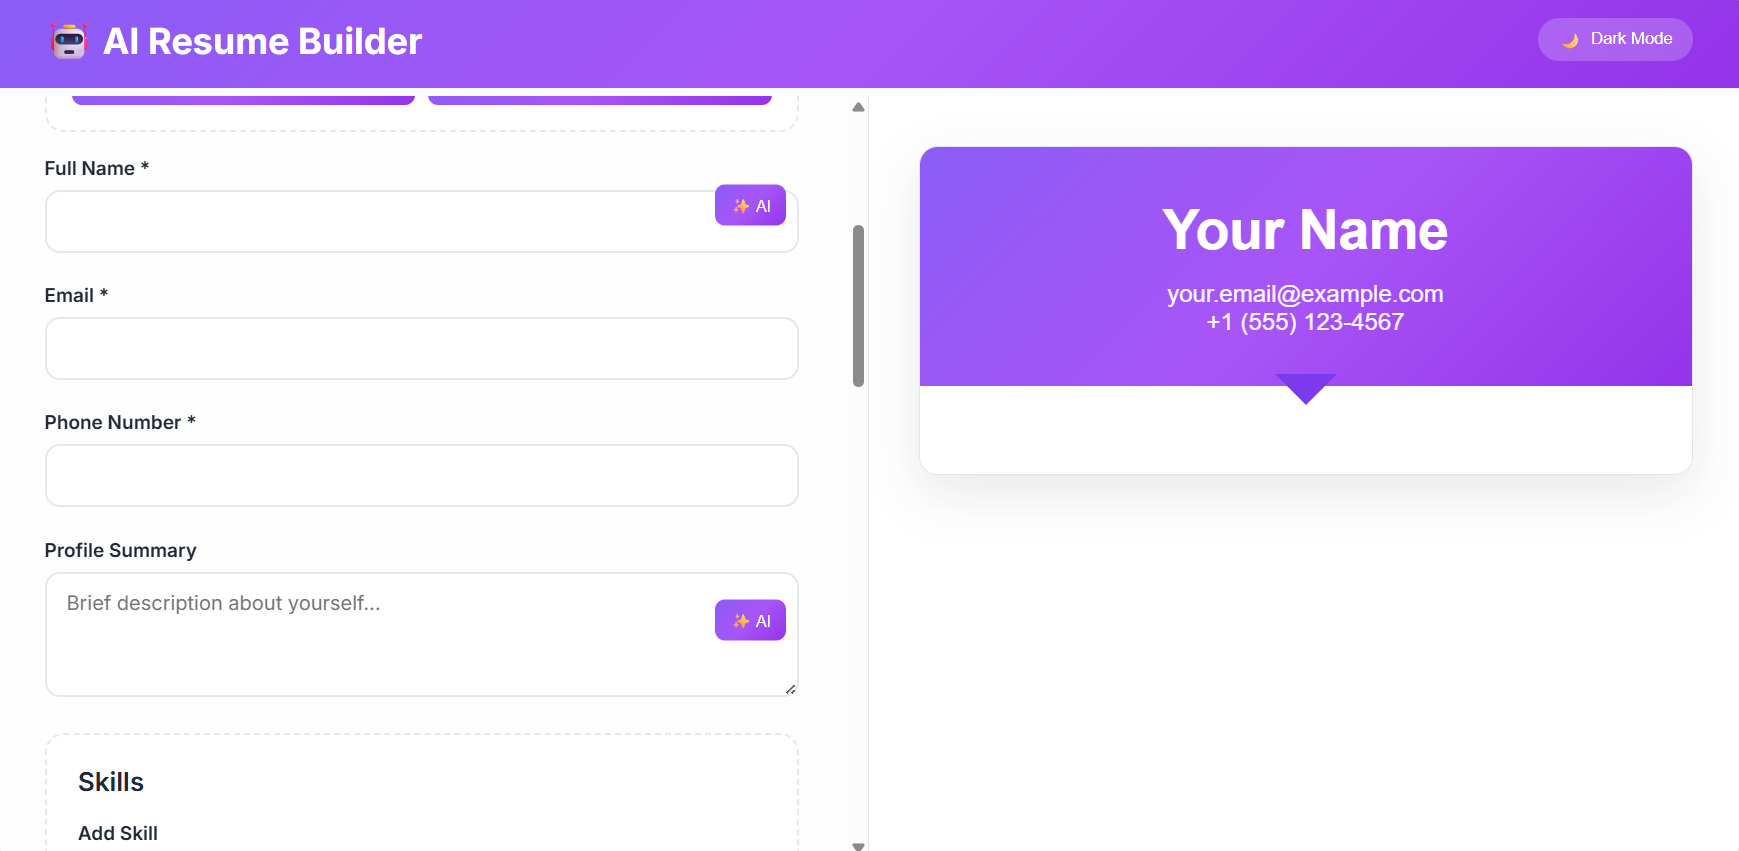 AI Resume Builder
Dark Mode
Full Name *
✨ AI
Email *
Phone Number *
Profile Summary
Brief description about yourself...
✨ AI
Skills
Add Skill
Your Name
your.email@example.com
+1 (555) 123-4567